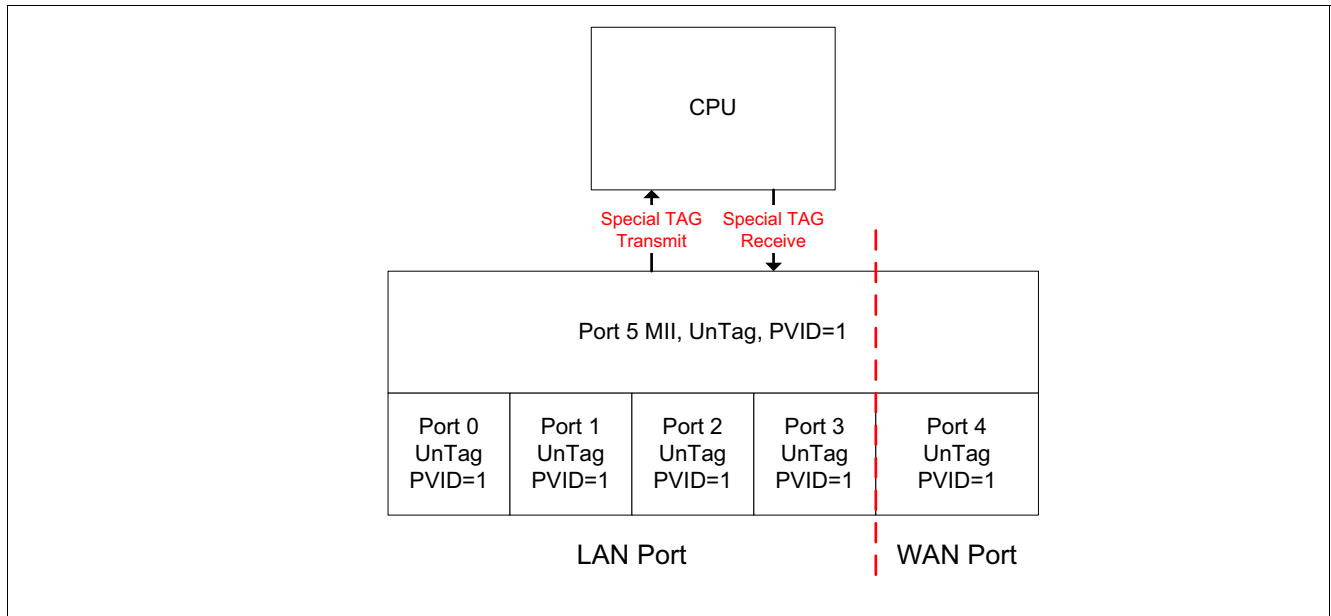 CPU
Special TAG
Transmit
Special TAG
Receive
Port 5 MII, UnTag, PVID=1
Port 0
UnTag
PVID=1
Port 1
UnTag
PVID=1
Port 2
UnTag
PVID=1
Port 3
UnTag
PVID=1
Port 4
UnTag
PVID=1
LAN Port
WAN Port